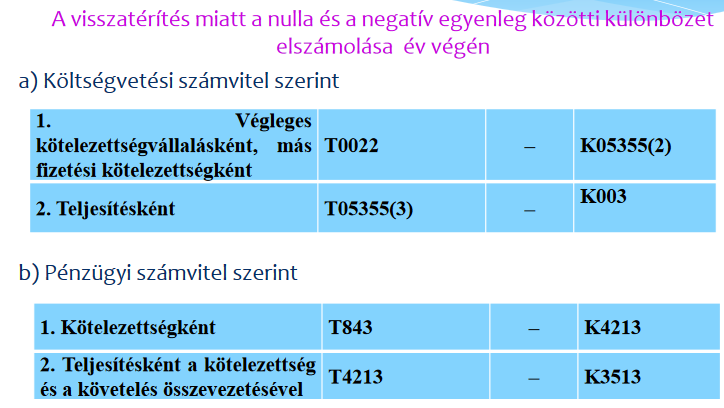 A visszatérítés miatt a nulla és a negatív egyenleg közötti különbözet
elszámolása év végén
a) Költségvetési számvitel szerint
1. Végleges
kötelezettségvállalásként, más
fizetési kötelezettségként
T0022
–
K05355(2)
2. Teljesítésként
T05355(3)
–
K003
b) Pénzügyi számvitel szerint
1. Kötelezettségként
T843
–
K4213
2. Teljesítésként a kötelezettség
és a követelés összevezetésével
T4213
–
K3513